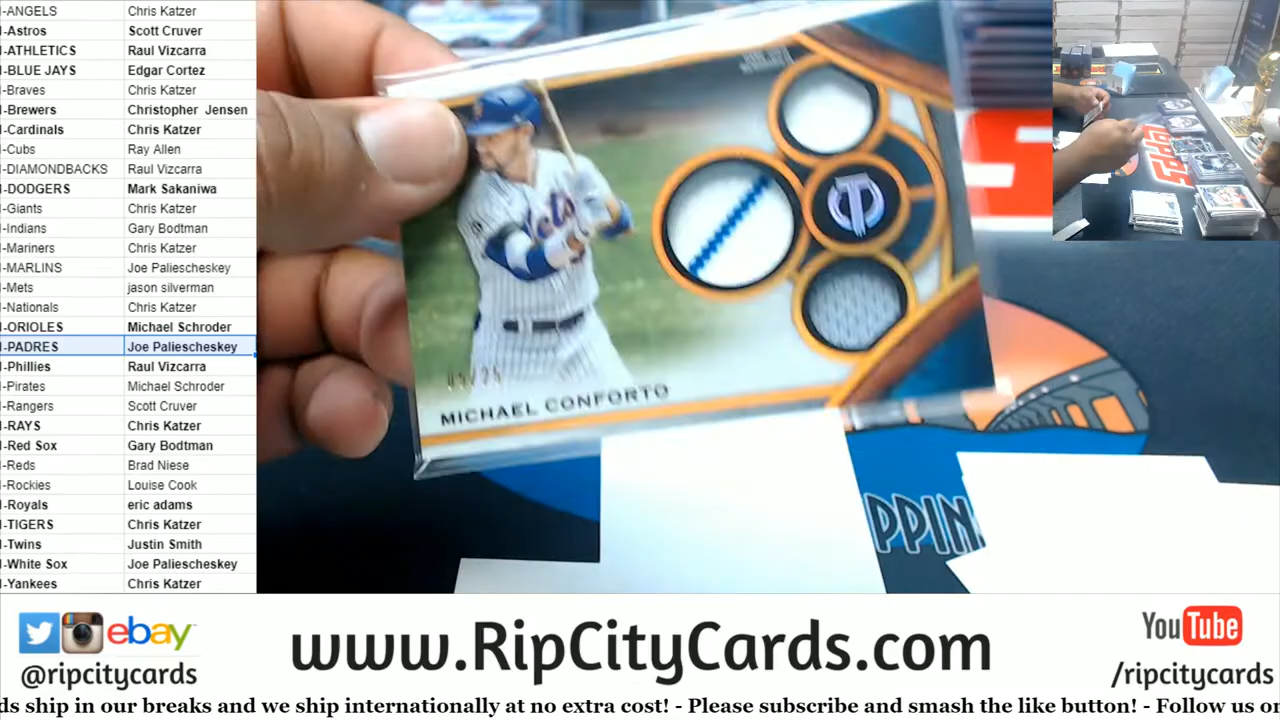 -ANGELS Chris Katzer
-Astros Scott Cruver
-ATHLETICS Raul Vizcarra
-BLUE JAYS Edgar Cortez
-Braves Chris Katzer
-Brewers Christopher Jensen
-Cardinals Chris Katzer
-Cubs Ray Allen
-DIAMONDBACKS Raul Vizcarra
-DODGERS Mark Sakaniwa
-Giants Chris Katzer
-Indians Gary Bodtman
-Mariners Chris Katzer
-MARLINS Joe Paliescheskey
-Mets jason silverman
-Nationals Chris Katzer
-ORIOLES Michael Schroder
-PADRES Joe Paliescheskey
-Phillies Raul Vizcarra
-Pirates Michael Schroder
-Rangers Scott Cruver
-RAYS Chris Katzer
-Red Sox Gary Bodtman
-Reds Brad Niese
-Rockies Louise Cook
-Royals eric adams
-TIGERS Chris Katzer
-Twins Justin Smith
-White Sox Joe Paliescheskey
-Yankees Chris Katzer
Mets
MICHAEL CONFORTO
TOPPS
PPIN
ebay
@ripcitycards
www.RipCityCards.com
YouTube
/ripcitycards
ds ship in our breaks and we ship internationally at no extra cost! - Please subscribe and smash the like button! - Follow us on